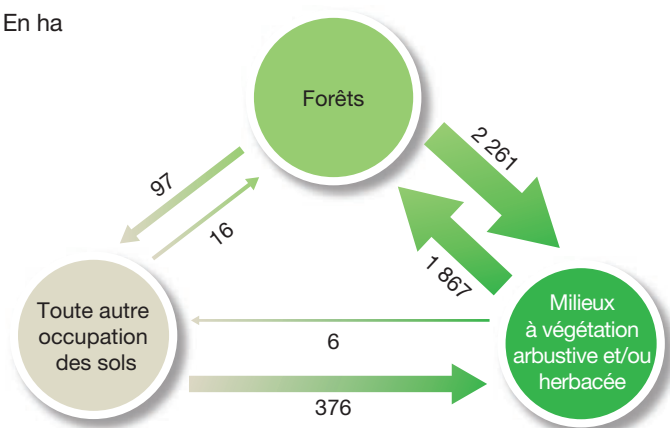 En ha
Forêts
2 261
97
16
1 867
Toute autre
occupation
des sols
6
Milieux
à végétation
arbustive et/ou
herbacée
376